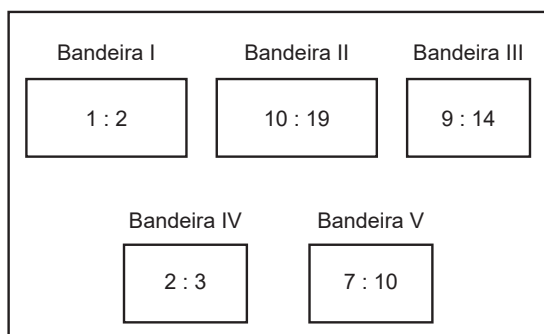 Bandeira I
Bandeira II
Bandeira III
1 : 2
10 : 19
9 : 14
Bandeira IV
Bandeira V
2 : 3
7 : 10